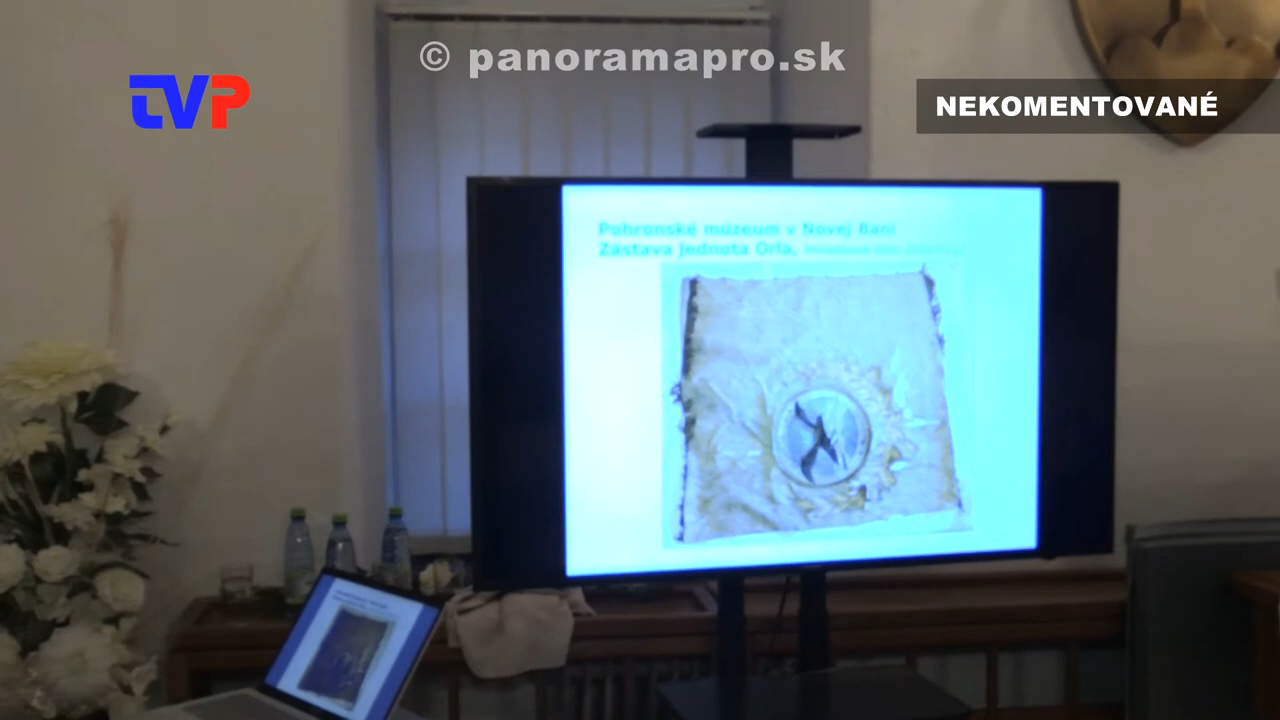 © panoramapro.sk
TVP
NEKOMENTOVANÉ
Pohronské múzeum v Novej Bani
Zástava Jednota Orla,